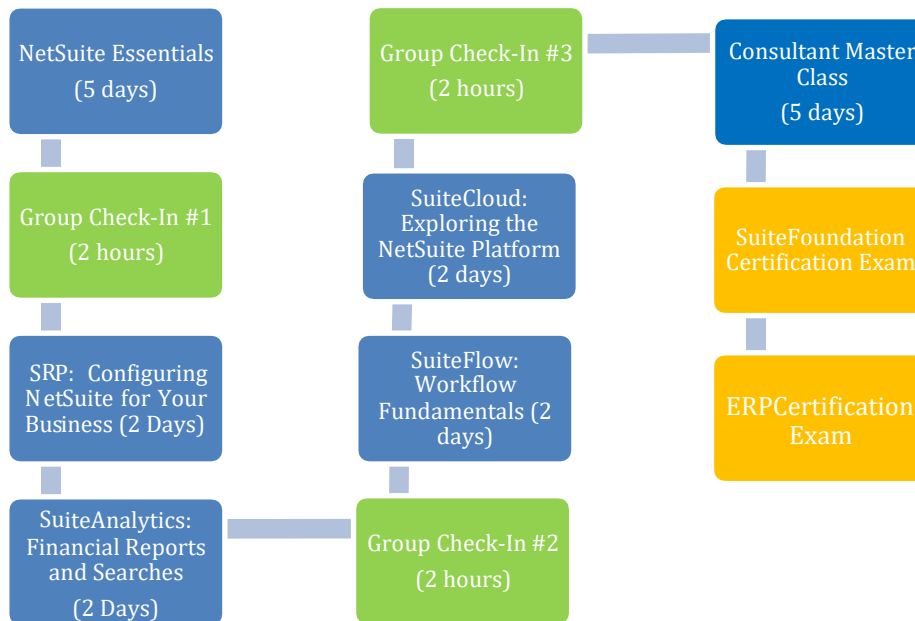 NetSuite Essentials
(5 days)
Group Check-In #1
(2 hours)
SRP:  Configuring
NetSuite for Your
Business (2 Days)
SuiteAnalytics:
Financial Reports
and Searches
(2 Days)
Group Check-In #2
(2 hours)
SuiteFlow:
Workflow
Fundamentals (2
days)
SuiteCloud:
Exploring the
NetSuite Platform
(2 days)
Group Check-In #3
(2 hours)
Consultant Master
Class
(5 days)
SuiteFoundation
Certification Exam
ERPCertification
Exam